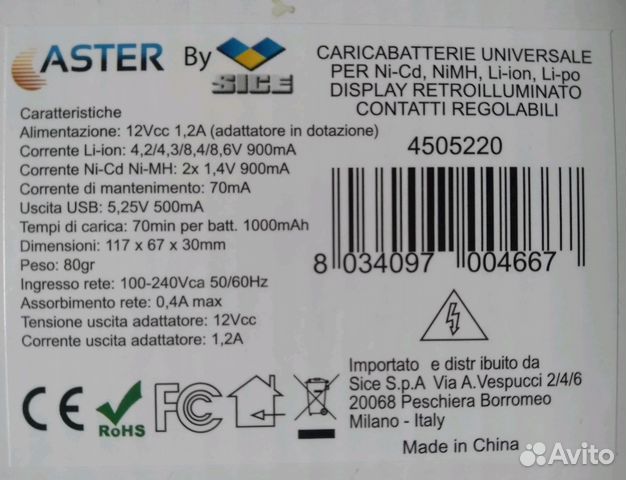 ASTER By SICE
CARICABATTERIE UNIVERSALE
PER Ni-Cd, NiMH, Li-ion, Li-po
DISPLAY RETROILLUMINATO
CONTATTI REGOLABILI
4505220
Caratteristiche
Alimentazione: 12Vcc 1,2A (adattatore in dotazione)
Corrente Li-ion: 4,2/4,3/8,4/8,6V 900mA
Corrente Ni-Cd Ni-MH: 2x 1,4V 900mA
Corrente di mantenimento: 70mA
Uscita USB: 5,25V 500mA
Tempi di carica: 70min per batt. 1000mAh
Dimensioni: 117 x 67 x 30mm
Peso: 80gr
Ingresso rete: 100-240Vca 50/60Hz
Assorbimento rete: 0,4A max
Tensione uscita adattatore: 12Vcc
Corrente uscita adattatore: 1,2A
8 034097 004667
CE RoHS FC
Importato e distr ibuito da
Sice S.p.A Via A.Vespucci 2/4/6
20068 Peschiera Borromeo
Milano - Italy
Made in China
Avito